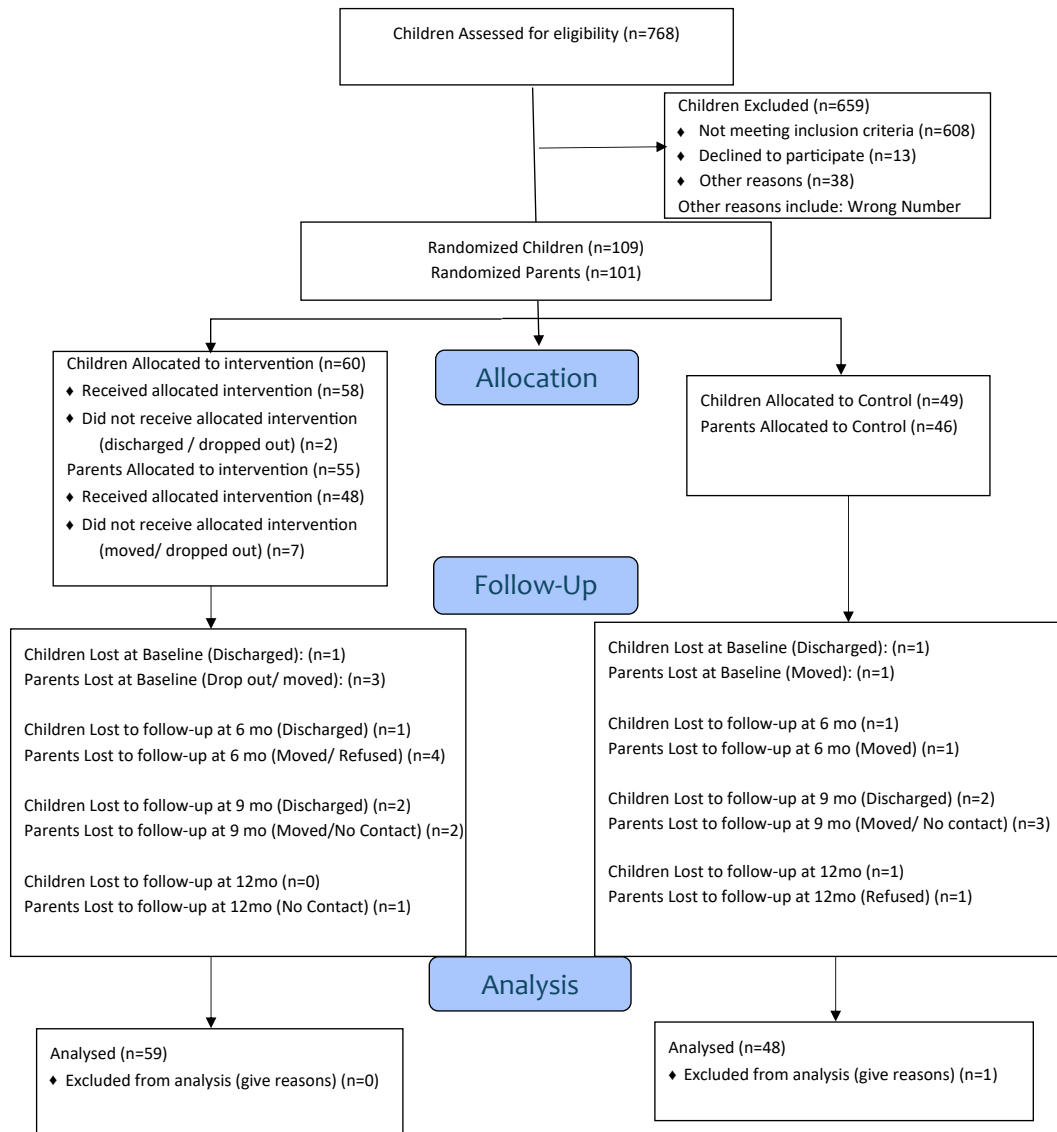 Children Assessed for eligibility (n=768)
Children Excluded (n=659)
♦ Not meeting inclusion criteria (n=608)
♦ Declined to participate (n=13)
♦ Other reasons (n=38)
Other reasons include: Wrong Number
Randomized Children (n=109)
Randomized Parents (n=101)
Allocation
Children Allocated to intervention (n=60)
♦ Received allocated intervention (n=58)
♦ Did not receive allocated intervention
(discharged / dropped out) (n=2)
Parents Allocated to intervention (n=55)
♦ Received allocated intervention (n=48)
♦ Did not receive allocated intervention
(moved/ dropped out) (n=7)
Children Allocated to Control (n=49)
Parents Allocated to Control (n=46)
Follow-Up
Children Lost at Baseline (Discharged): (n=1)
Parents Lost at Baseline (Drop out/ moved): (n=3)
Children Lost to follow-up at 6 mo (Discharged) (n=1)
Parents Lost to follow-up at 6 mo (Moved/ Refused) (n=4)
Children Lost to follow-up at 9 mo (Discharged) (n=2)
Parents Lost to follow-up at 9 mo (Moved/No Contact) (n=2)
Children Lost to follow-up at 12mo (n=0)
Parents Lost to follow-up at 12mo (No Contact) (n=1)
Children Lost at Baseline (Discharged): (n=1)
Parents Lost at Baseline (Moved): (n=1)
Children Lost to follow-up at 6 mo (n=1)
Parents Lost to follow-up at 6 mo (Moved) (n=1)
Children Lost to follow-up at 9 mo (Discharged) (n=2)
Parents Lost to follow-up at 9 mo (Moved/ No contact) (n=3)
Children Lost to follow-up at 12mo (n=1)
Parents Lost to follow-up at 12mo (Refused) (n=1)
Analysis
Analysed (n=59)
♦ Excluded from analysis (give reasons) (n=0)
Analysed (n=48)
♦ Excluded from analysis (give reasons) (n=1)